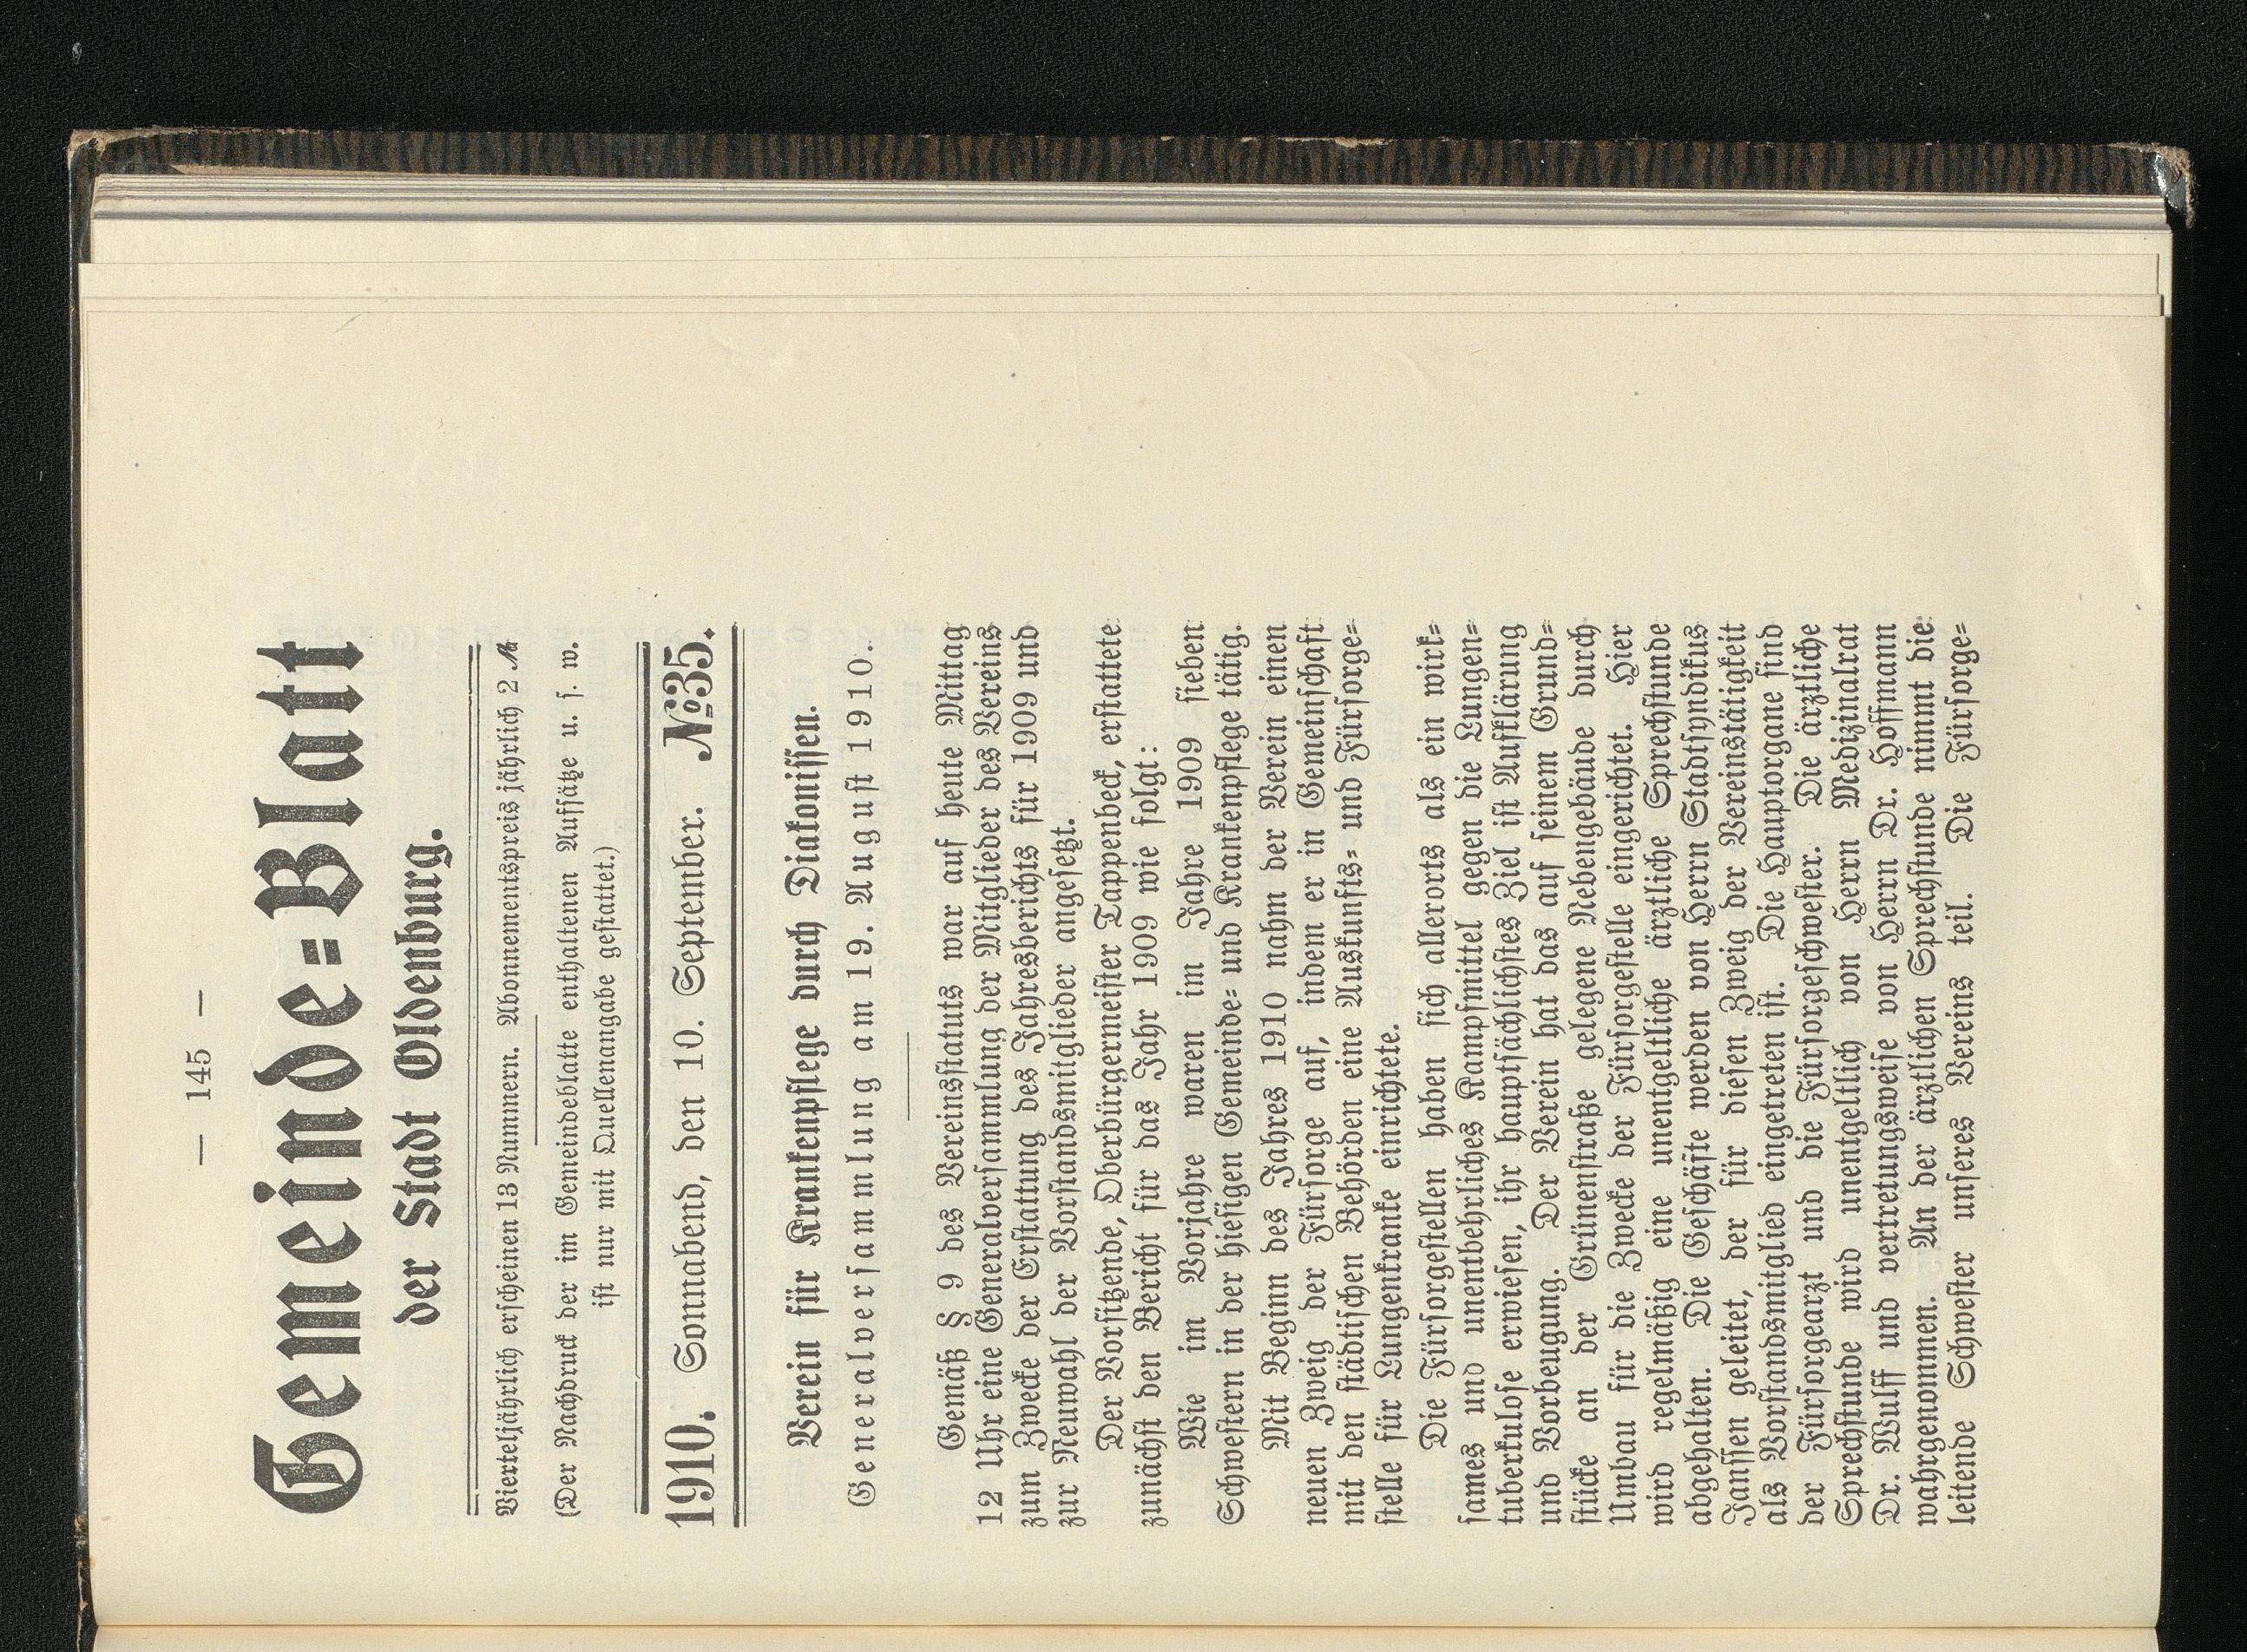 — 145 —
Gemeinde=Blatt
der Stadt Oldenburg.
Vierteljährlich erscheinen 13 Nummern. Abonnementspreis jährlich 2 ℳ
(Der Nachdruck der im Gemeindeblatte enthaltenen Aufsätze u. s. w.
ist nur mit Quellenangabe gestattet.)
1910. Sonnabend, den 10. September. №35.
Verein für Krankenpflege durch Diakonissen.
Generalversammlung am 19. August 1910.
Gemäß § 9 des Vereinsstatuts war auf heute Mittag
12 Uhr eine Generalversammlung der Mitglieder des Vereins
zum Zwecke der Erstattung des Jahresberichts für 1909 und
zur Neuwahl der Vorstandsmitglieder angesetzt.
Der Vorsitzende, Oberbürgermeister Tappenbeck, erstattete
zunächst den Bericht für das Jahr 1909 wie folgt:
Wie im Vorjahre waren im Jahre 1909 sieben
Schwestern in der hiesigen Gemeinde= und Krankenpflege tätig.
Mit Beginn des Jahres 1910 nahm der Verein einen
neuen Zweig der Fürsorge auf, indem er in Gemeinschaft
mit den städtischen Behörden eine Auskunfts= und Fürsorge=
stelle für Lungenkranke einrichtete.
Die Fürsorgestellen haben sich allerorts als ein wirk=
sames und unentbehrliches Kampfmittel gegen die Lungen=
tuberkulose erwiesen, ihr hauptsächlichstes Ziel ist Aufklärung
und Vorbeugung. Der Verein hat das auf seinem Grund=
stücke an der Grünenstraße gelegene Nebengebäude durch
Umbau für die Zwecke der Fürsorgestelle eingerichtet. Hier
wird regelmäßig eine unentgeltliche ärztliche Sprechstunde
abgehalten. Die Geschäfte werden von Herrn Stadtsyndikus
Janssen geleitet, der für diesen Zweig der Vereinstätigkeit
als Vorstandsmitglied eingetreten ist. Die Hauptorgane sind
der Fürsorgearzt und die Fürsorgeschwester. Die ärztliche
Sprechstunde wird unentgeltlich von Herrn Medizinalrat
Dr. Wulff und vertretungsweise von Herrn Dr. Hoffmann
wahrgenommen. An der ärztlichen Sprechstunde nimmt die
leitende Schwester unseres Vereins teil. Die Fürsorge=